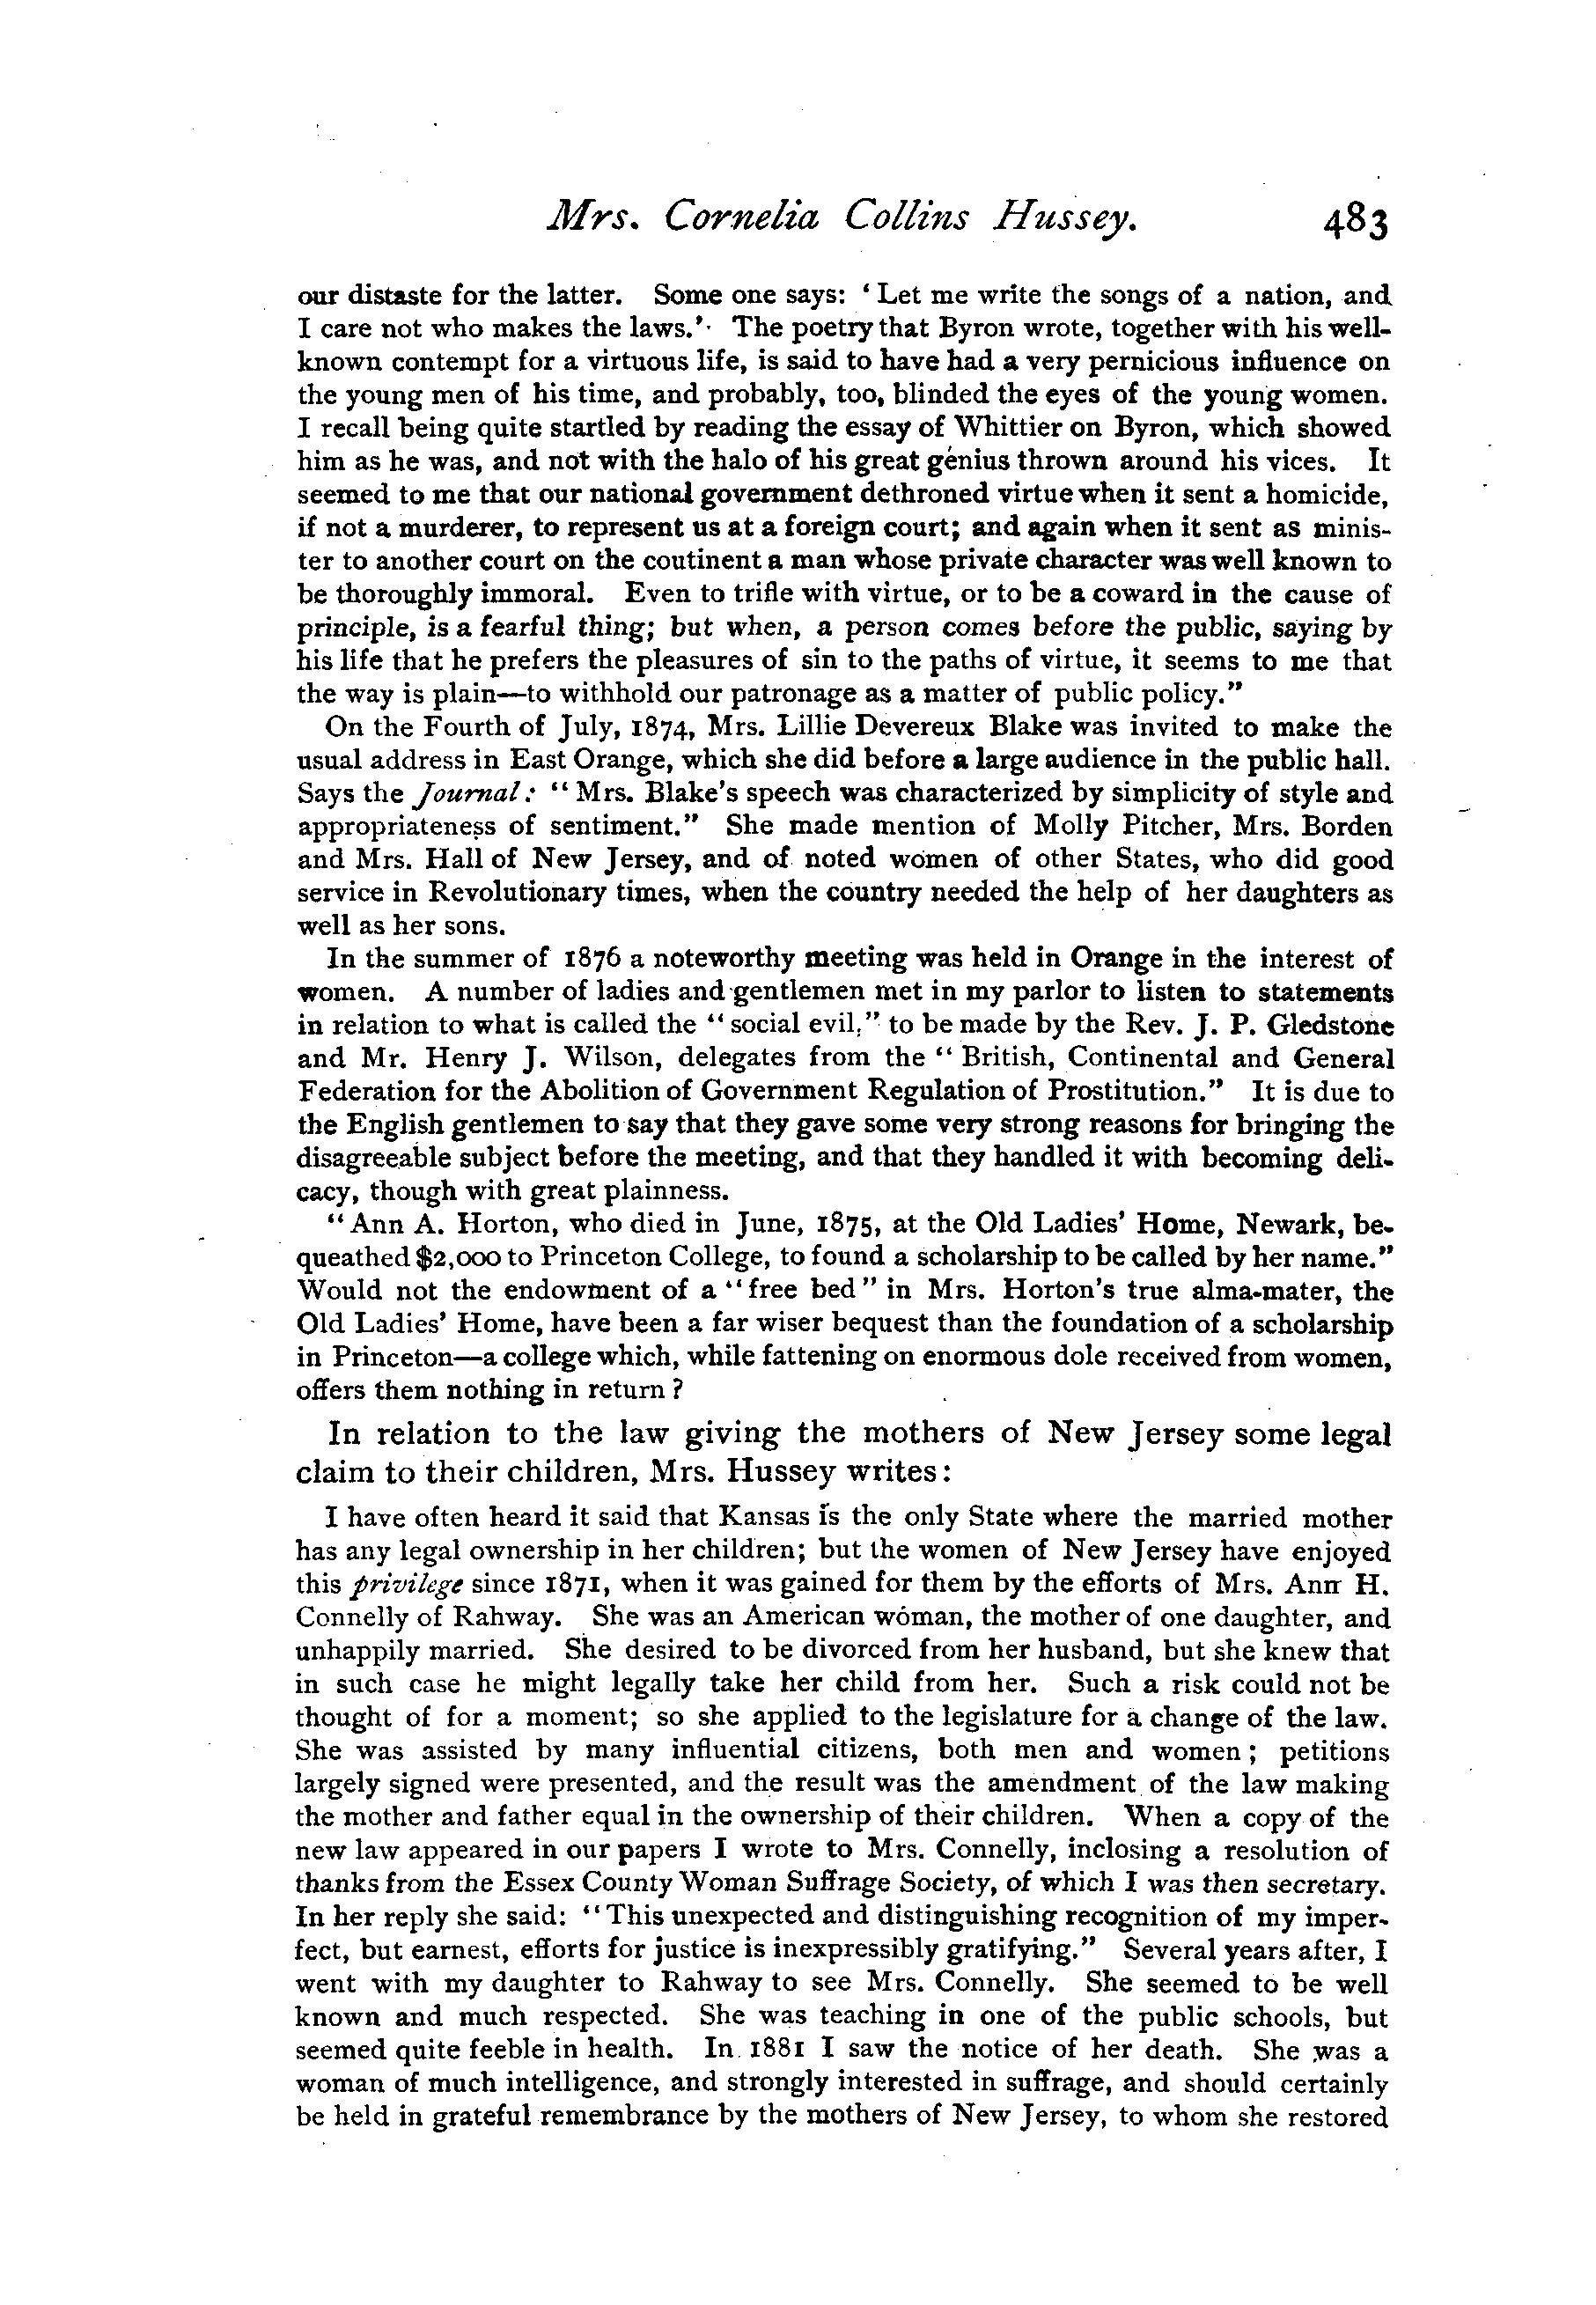 Mrs. Cornelia Collins Hussey. 483
our distaste for the latter. Some one says: ‘Let me write the songs of a nation, and
I care not who makes the laws.’ The poetry that Byron wrote, together with his well-
known contempt for a virtuous life, is said to have had a very pernicious influence on
the young men of his time, and probably, too, blinded the eyes of the young women.
I recall being quite startled by reading the essay of Whittier on Byron, which showed
him as he was, and not with the halo of his great genius thrown around his vices. It
seemed to me that our national government dethroned virtue when it sent a homicide,
if not a murderer, to represent us at a foreign court; and again when it sent as minis-
ter to another court on the coutinent a man whose private character was well known to
be thoroughly immoral. Even to trifle with virtue, or to be a coward in the cause of
principle, is a fearful thing; but when, a person comes before the public, saying by
his life that he prefers the pleasures of sin to the paths of virtue, it seems to me that
the way is plain—to withhold our patronage as a matter of public policy.”
On the Fourth of July, 1874, Mrs. Lillie Devereux Blake was invited to make the
usual address in East Orange, which she did before a large audience in the public hall.
Says the Journal: “Mrs. Blake's speech was characterized by simplicity of style and
appropriateness of sentiment.” She made mention of Molly Pitcher, Mrs. Borden
and Mrs. Hall of New Jersey, and of noted women of other States, who did good
service in Revolutionary times, when the country needed the help of her daughters as
well as her sons.
In the summer of 1876 a noteworthy meeting was held in Orange in the interest of
women. A number of ladies and gentlemen met in my parlor to listen to statements
in relation to what is called the “social evil,” to be made by the Rev. J. P. Gledstone
and Mr. Henry J. Wilson, delegates from the “British, Continental and General
Federation for the Abolition of Government Regulation of Prostitution.” It is due to
the English gentlemen to say that they gave some very strong reasons for bringing the
disagreeable subject before the meeting, and that they handled it with becoming deli-
cacy, though with great plainness.
“Ann A. Horton, who died in June, 1875, at the Old Ladies’ Home, Newark, be-
queathed $2,000 to Princeton College, to found a scholarship to be called by her name.”
Would not the endowment of a “free bed” in Mrs. Horton's true alma-mater, the
Old Ladies’ Home, have been a far wiser bequest than the foundation of a scholarship
in Princeton—a college which, while fattening on enormous dole received from women,
offers them nothing in return?
In relation to the law giving the mothers of New Jersey some legal
claim to their children, Mrs. Hussey writes:
I have often heard it said that Kansas is the only State where the married mother
has any legal ownership in her children; but the women of New Jersey have enjoyed
this privilege since 1871, when it was gained for them by the efforts of Mrs. Ann H.
Connelly of Rahway. She was an American woman, the mother of one daughter, and
unhappily married. She desired to be divorced from her husband, but she knew that
in such case he might legally take her child from her. Such a risk could not be
thought of for a moment; so she applied to the legislature for a change of the law.
She was assisted by many influential citizens, both men and women; petitions
largely signed were presented, and the result was the amendment of the law making
the mother and father equal in the ownership of their children. When a copy of the
new law appeared in our papers I wrote to Mrs. Connelly, inclosing a resolution of
thanks from the Essex County Woman Suffrage Society, of which I was then secretary.
In her reply she said: “This unexpected and distinguishing recognition of my imper-
fect, but earnest, efforts for justice is inexpressibly gratifying.” Several years after, I
went with my daughter to Rahway to see Mrs. Connelly. She seemed to be well
known and much respected. She was teaching in one of the public schools, but
seemed quite feeble in health. In 1881 I saw the notice of her death. She was a
woman of much intelligence, and strongly interested in suffrage, and should certainly
be held in grateful remembrance by the mothers of New Jersey, to whom she restored